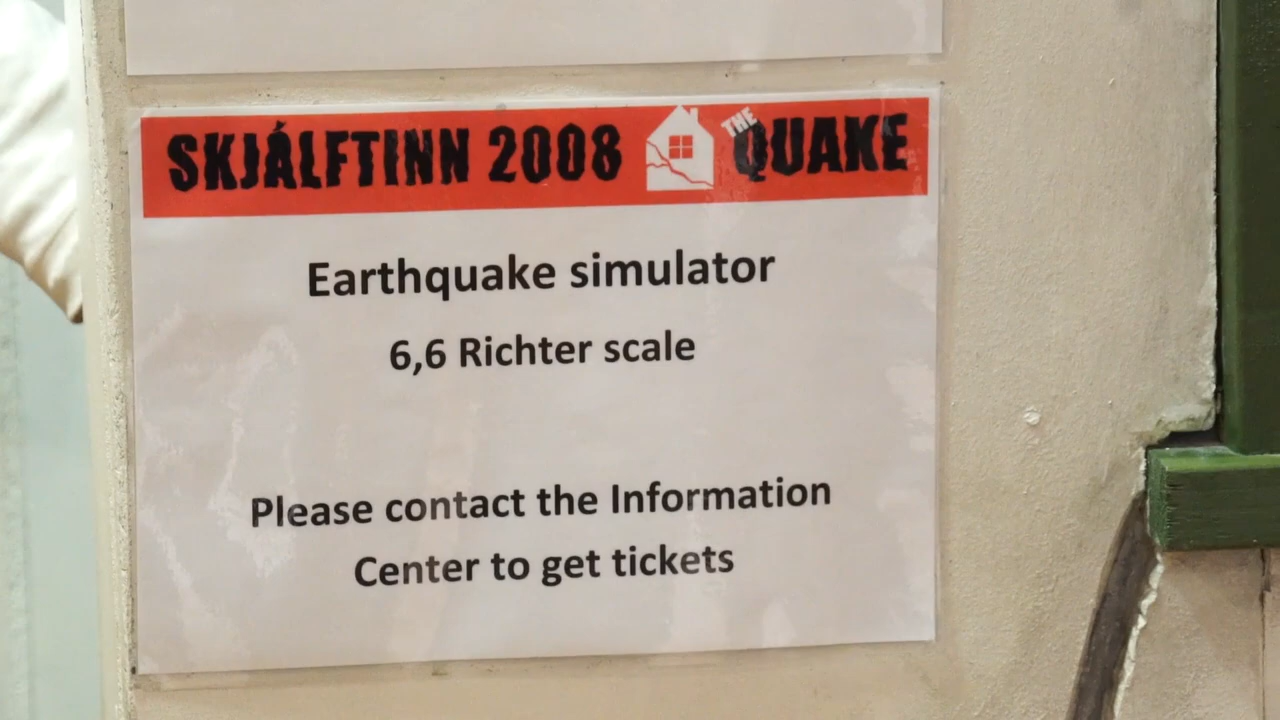 SKJÁLFTINN 2008 THE QUAKE
Earthquake simulator
6,6 Richter scale
Please contact the Information
Center to get tickets